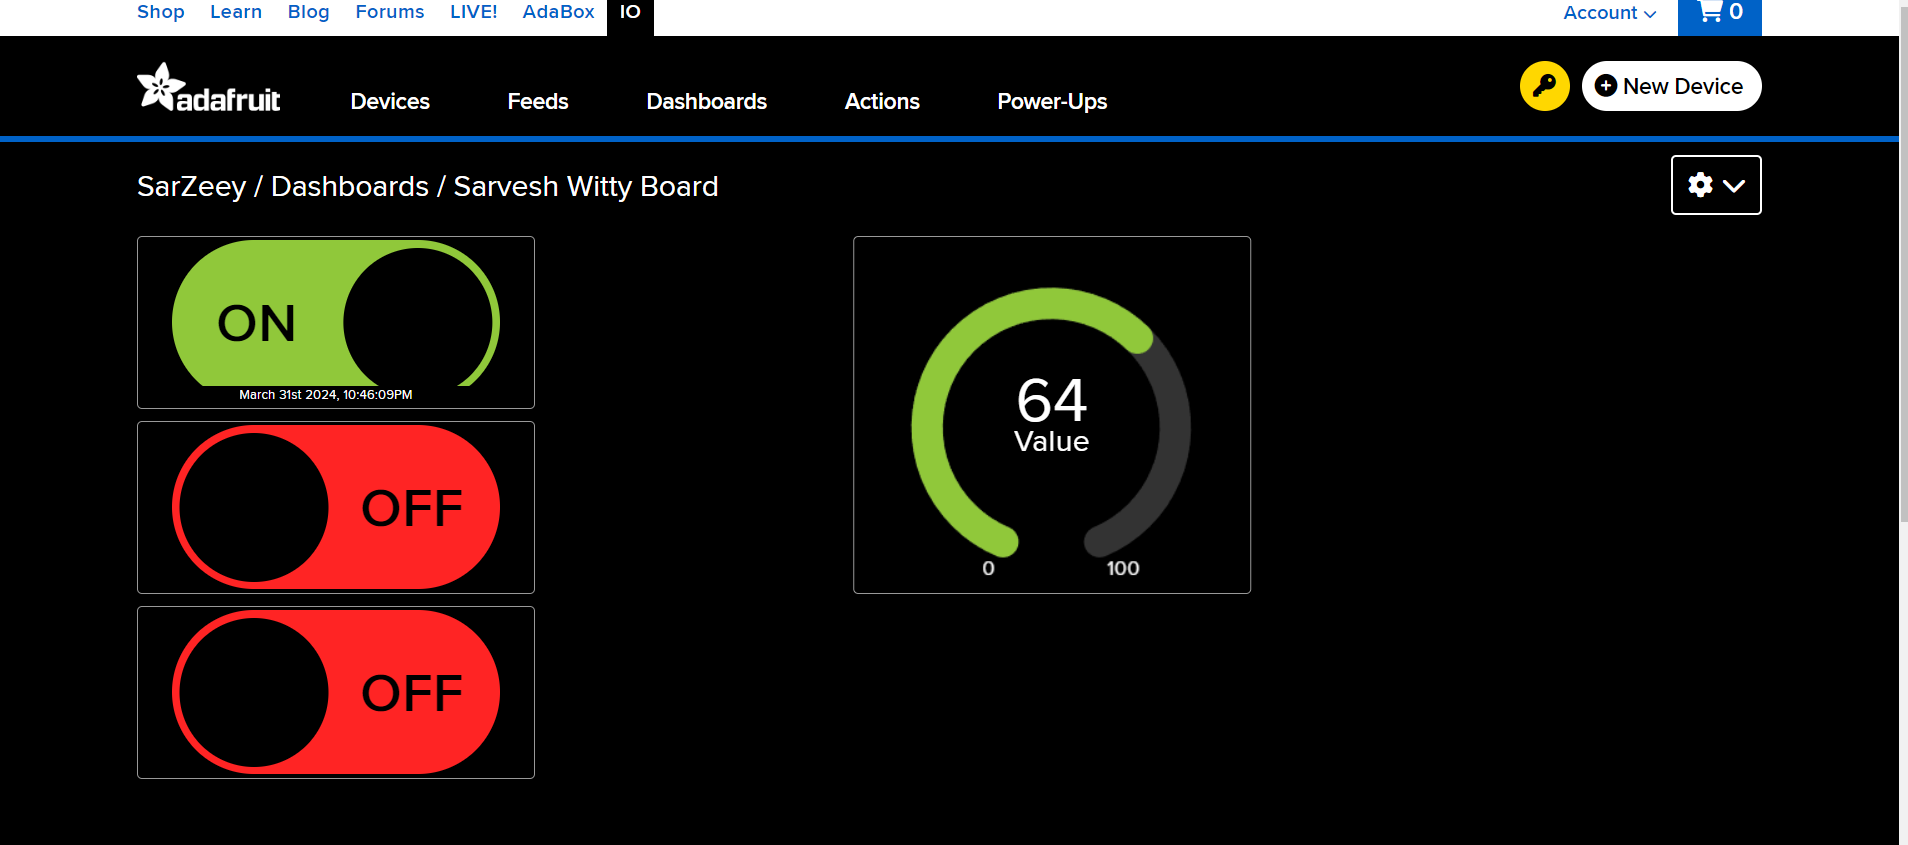 Shop Learn Blog Forums LIVE! AdaBox IO Account 0
adafruit Devices Feeds Dashboards Actions Power-Ups New Device
SarZeey / Dashboards / Sarvesh Witty Board
ON
March 31st 2024, 10:46:09PM
OFF
OFF
64
Value
0 100